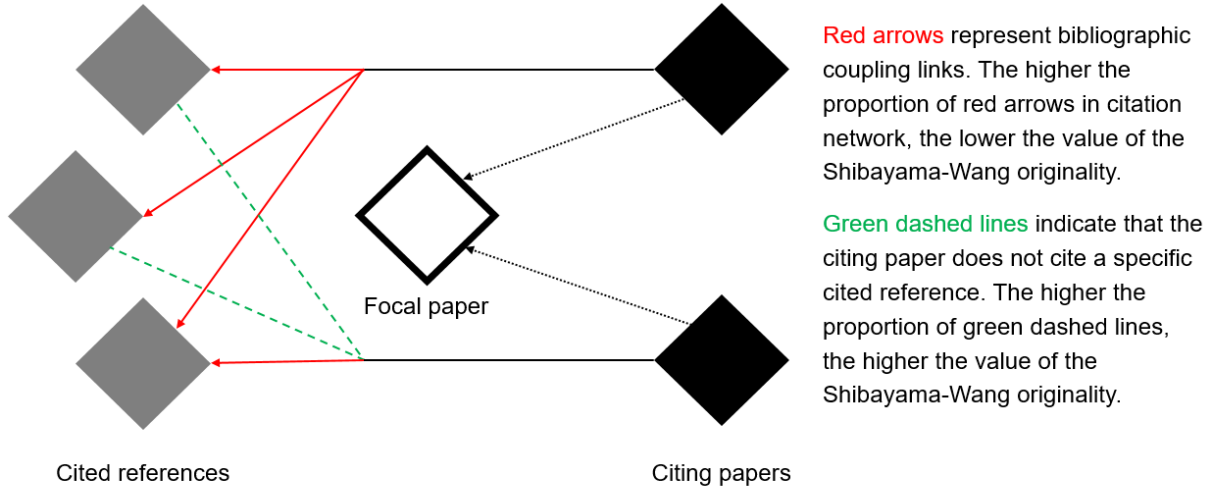 Red arrows represent bibliographic
coupling links. The higher the
proportion of red arrows in citation
network, the lower the value of the
Shibayama-Wang originality.
Green dashed lines indicate that the
citing paper does not cite a specific
cited reference. The higher the
proportion of green dashed lines,
the higher the value of the
Shibayama-Wang originality.
Focal paper
Cited references
Citing papers